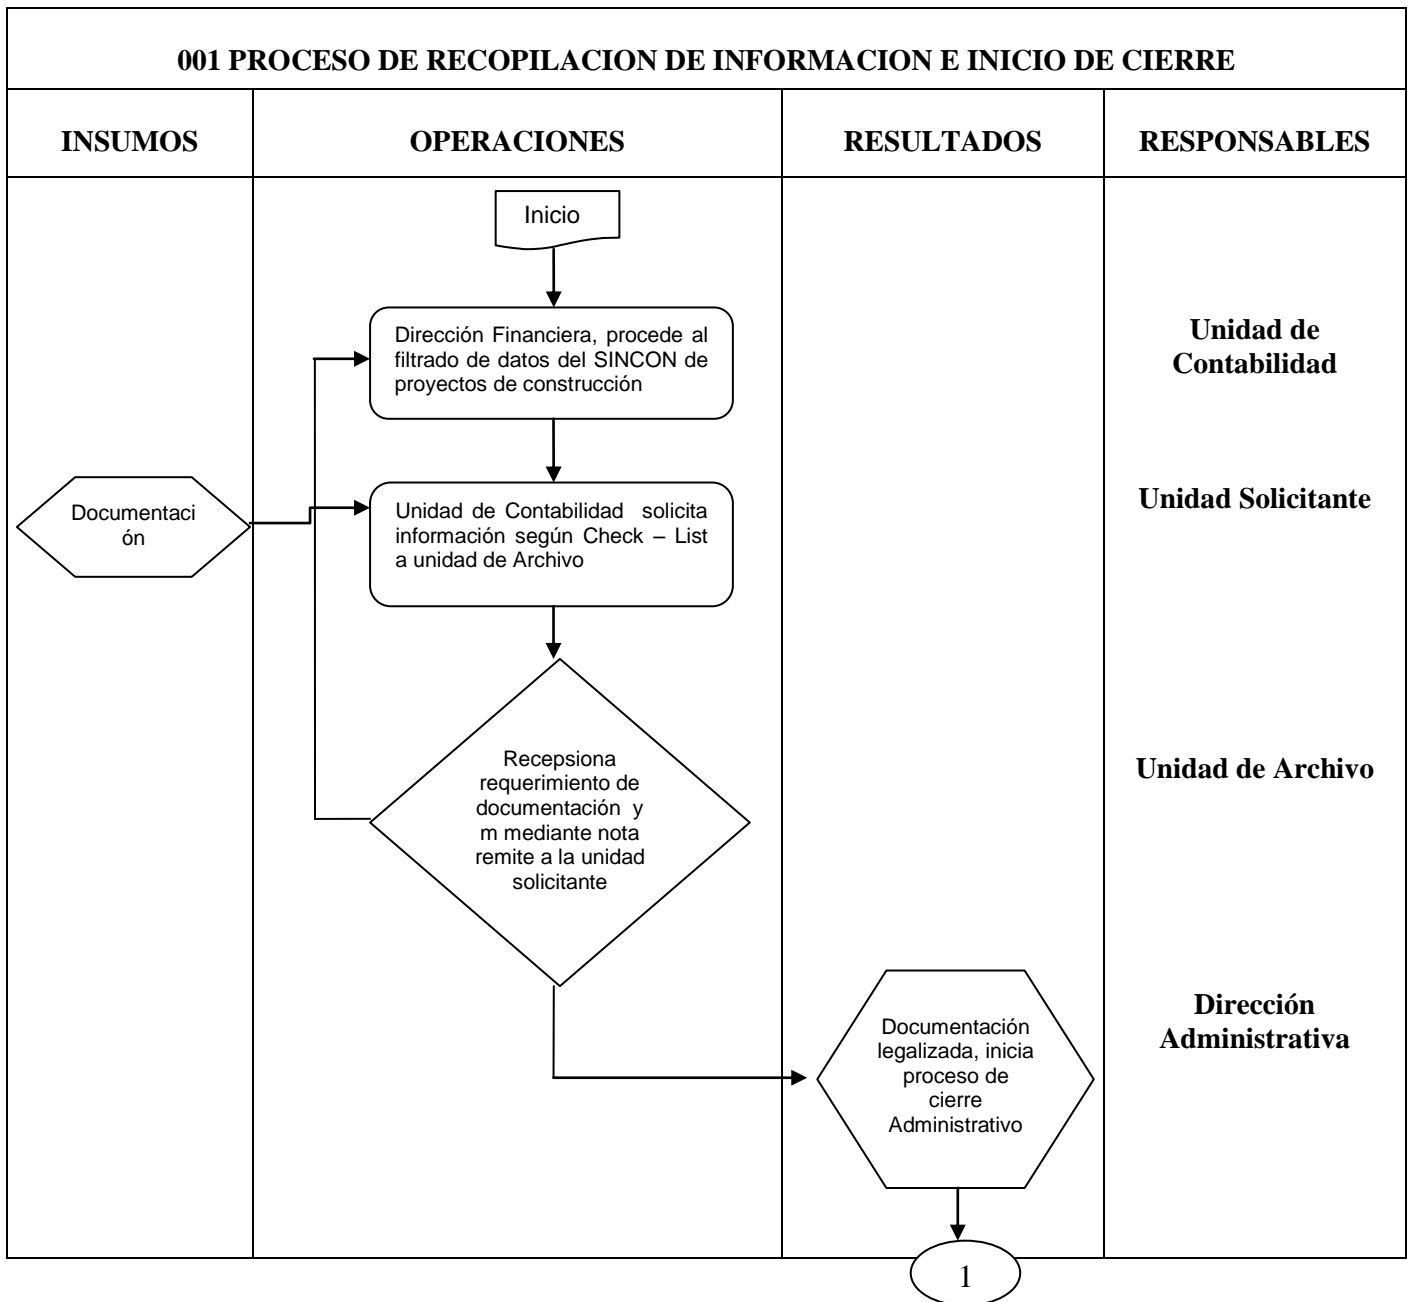 001 PROCESO DE RECOPILACION DE INFORMACION E INICIO DE CIERRE
INSUMOS
OPERACIONES
RESULTADOS
RESPONSABLES
Inicio
Dirección Financiera, procede al
filtrado de datos del SINCON de
proyectos de construcción
Unidad de
Contabilidad
Documentaci
ón
Unidad de Contabilidad solicita
información según Check – List
a unidad de Archivo
Unidad Solicitante
Recepsiona
requerimiento de
documentación y
m mediante nota
remite a la unidad
solicitante
Unidad de Archivo
Documentación
legalizada, inicia
proceso de
cierre
Administrativo
Dirección
Administrativa
1